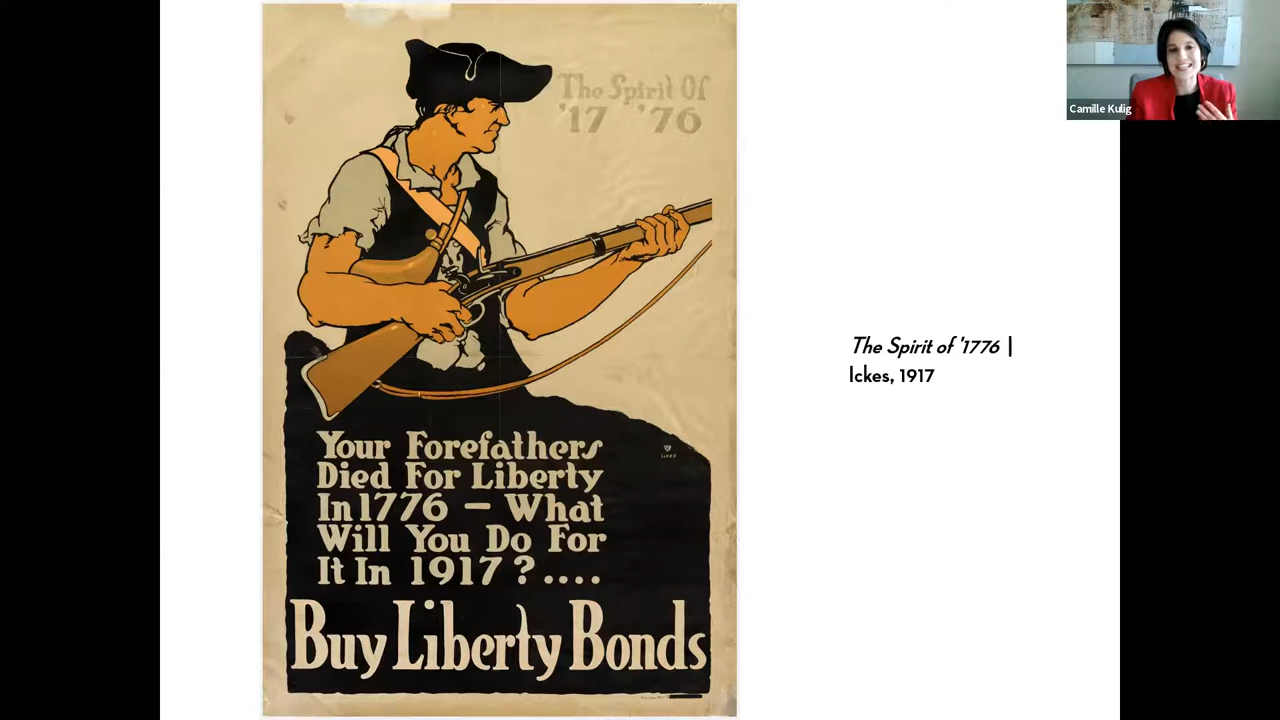 The Spirit Of
'17 '76
Your Forefathers
Died For Liberty
In 1776 – What
Will You Do For
It In 1917 ? . . . .
Buy Liberty Bonds
The Spirit of '1776 |
Ickes, 1917
Camille Kulig